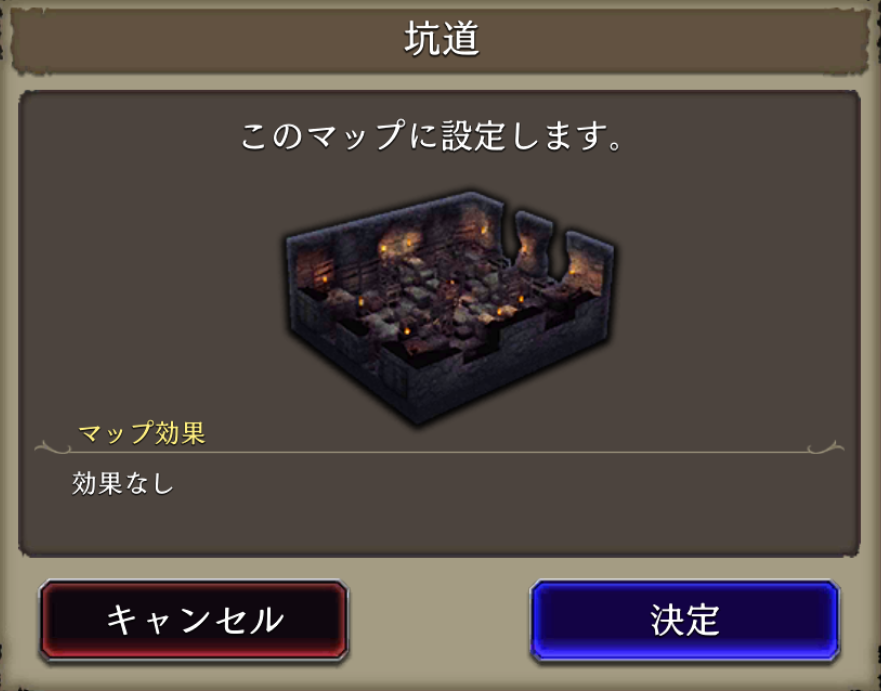 坑道
このマップに設定します。
マップ効果
効果なし
キャンセル
決定